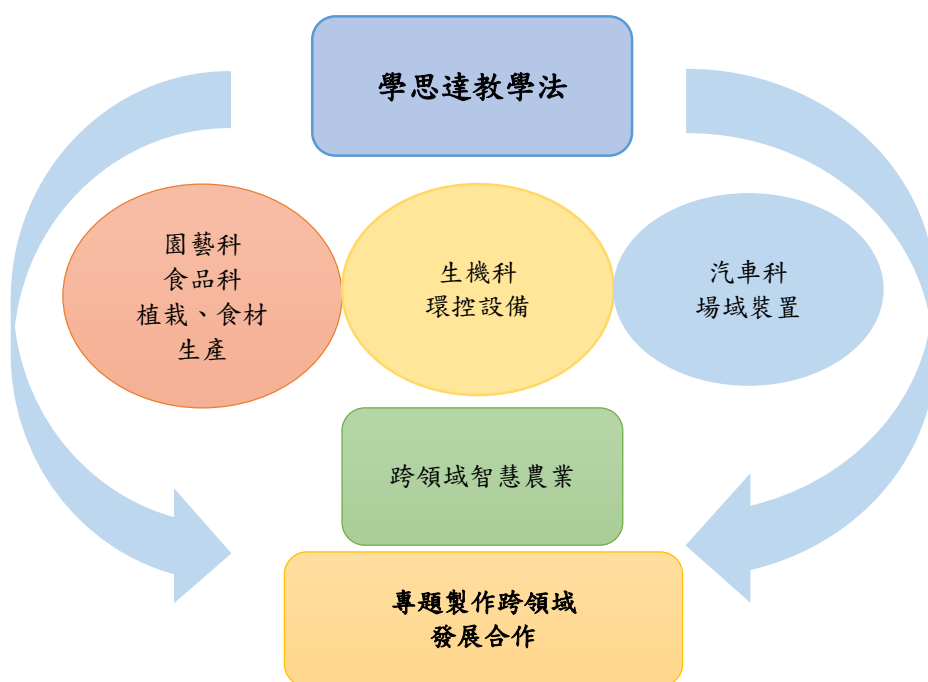 學思達教學法
園藝科
食品科
植栽、食材
生產
生機科
環控設備
汽車科
場域裝置
跨領域智慧農業
專題製作跨領域
發展合作